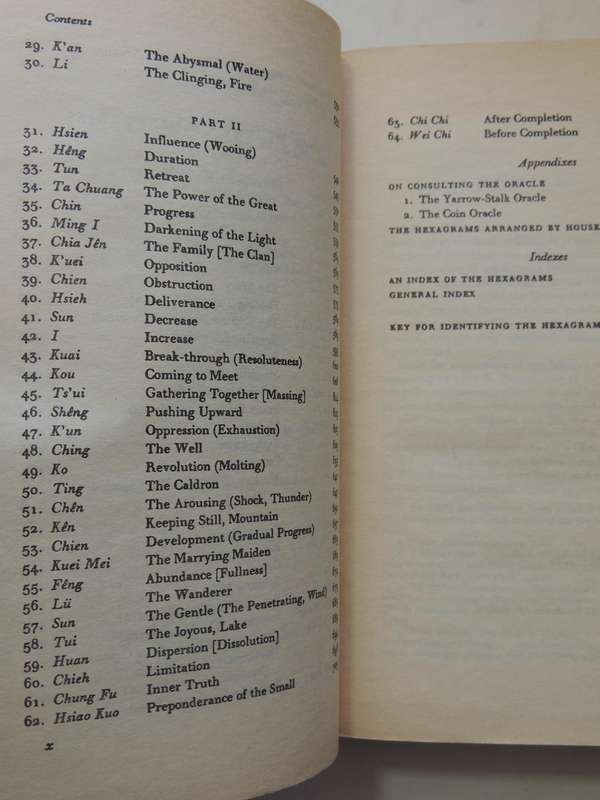 Contents
29. K'an The Abysmal (Water)
30. Li The Clinging, Fire
PART II
31. Hsien Influence (Wooing)
32. Hêng Duration
33. Tun Retreat
34. Ta Chuang The Power of the Great
35. Chin Progress
36. Ming I Darkening of the Light
37. Chia Jên The Family [The Clan]
38. K'uei Opposition
39. Chien Obstruction
40. Hsieh Deliverance
41. Sun Decrease
42. I Increase
43. Kuai Break-through (Resoluteness)
44. Kou Coming to Meet
45. Ts'ui Gathering Together [Massing]
46. Shêng Pushing Upward
47. K'un Oppression (Exhaustion)
48. Ching The Well
49. Ko Revolution (Molting)
50. Ting The Caldron
51. Chên The Arousing (Shock, Thunder)
52. Kên Keeping Still, Mountain
53. Chien Development (Gradual Progress)
54. Kuei Mei The Marrying Maiden
55. Fêng Abundance [Fullness]
56. Lü The Wanderer
57. Sun The Gentle (The Penetrating, Wind)
58. Tui The Joyous, Lake
59. Huan Dispersion [Dissolution]
60. Chieh Limitation
61. Chung Fu Inner Truth
62. Hsiao Kuo Preponderance of the Small
x
63. Chi Chi After Completion
64. Wei Chi Before Completion
Appendixes
ON CONSULTING THE ORACLE
1. The Yarrow-Stalk Oracle
2. The Coin Oracle
THE HEXAGRAMS ARRANGED BY HOUSE
Indexes
AN INDEX OF THE HEXAGRAMS
GENERAL INDEX
KEY FOR IDENTIFYING THE HEXAGRAM